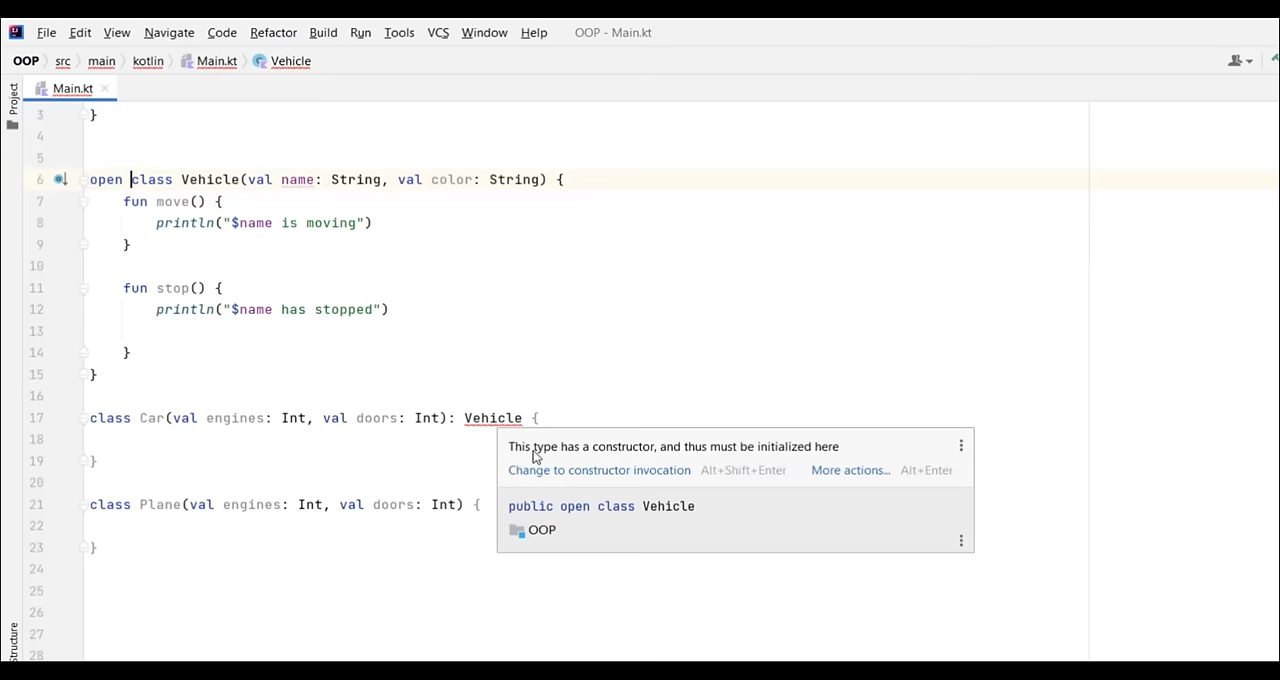 File Edit View Navigate Code Refactor Build Run Tools VCS Window Help OOP - Main.kt
OOP src main kotlin Main.kt Vehicle
Project
Main.kt
3 }
4
5
6 open class Vehicle(val name: String, val color: String) {
7 fun move() {
8 println("$name is moving")
9 }
10
11 fun stop() {
12 println("$name has stopped")
13
14 }
15 }
16
17 class Car(val engines: Int, val doors: Int): Vehicle {
18
This type has a constructor, and thus must be initialized here
19 }
Change to constructor invocation Alt+Shift+Enter More actions... Alt+Enter
20
21 class Plane(val engines: Int, val doors: Int) {
public open class Vehicle
22
OOP
23 }
24
25
26
27
28
Structure